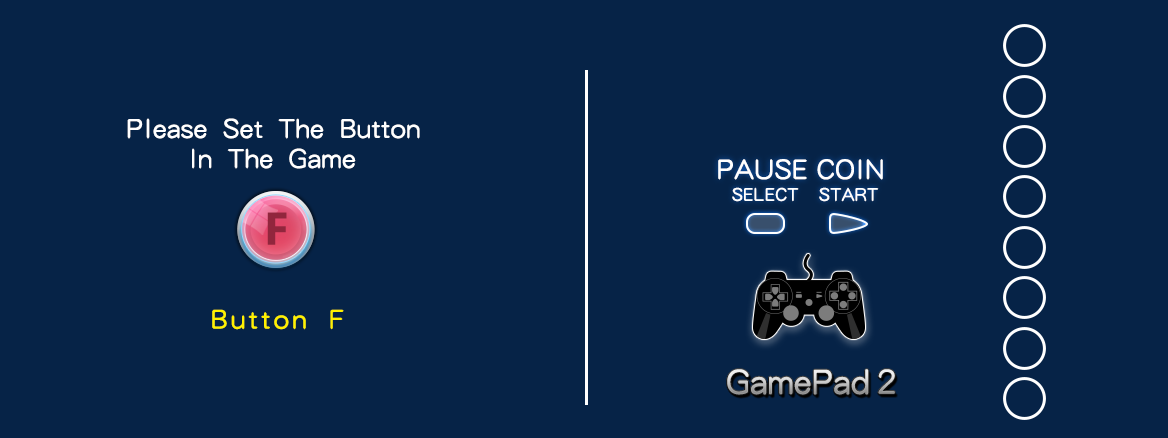 Please Set The Button
In The Game
F
Button F
PAUSE COIN
SELECT START
GamePad 2